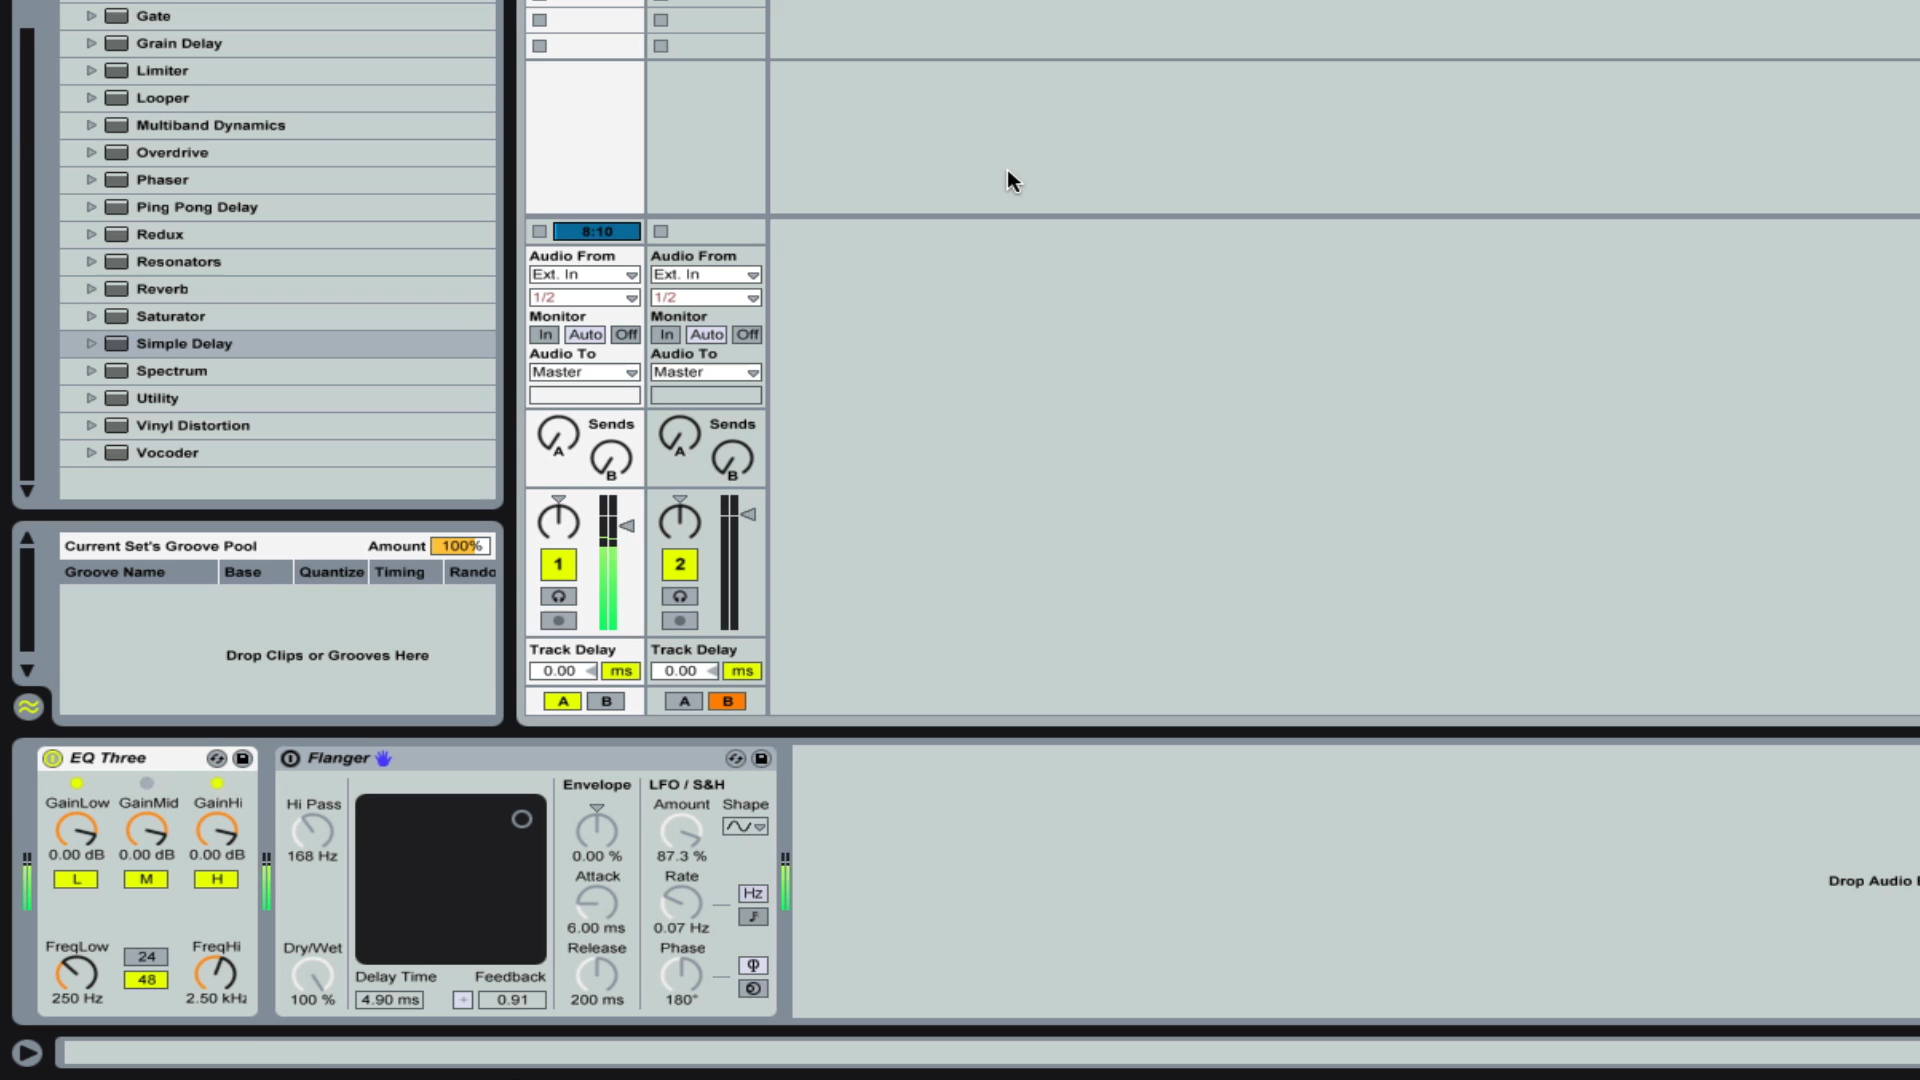 Gate
Grain Delay
Limiter
Looper
Multiband Dynamics
Overdrive
Phaser
Ping Pong Delay
Redux
Resonators
Reverb
Saturator
Simple Delay
Spectrum
Utility
Vinyl Distortion
Vocoder
8:10
Audio From Audio From
Ext. In Ext. In
1/2 1/2
Monitor Monitor
In Auto Off In Auto Off
Audio To Audio To
Master Master
Sends Sends
A A
B B
1 2
Track Delay Track Delay
0.00 ms 0.00 ms
A B A B
Current Set's Groove Pool Amount 100%
Groove Name Base Quantize Timing Rando
Drop Clips or Grooves Here
EQ Three
GainLow GainMid GainHi
0.00 dB 0.00 dB 0.00 dB
L M H
FreqLow 24 FreqHi
48
250 Hz 2.50 kHz
Flanger
Hi Pass
168 Hz
Dry/Wet
100 %
Delay Time Feedback
4.90 ms + 0.91
Envelope
0.00 %
Attack
6.00 ms
Release
200 ms
LFO / S&H
Amount Shape
87.3 %
Rate
Hz
0.07 Hz
Phase
180°
Drop Audio